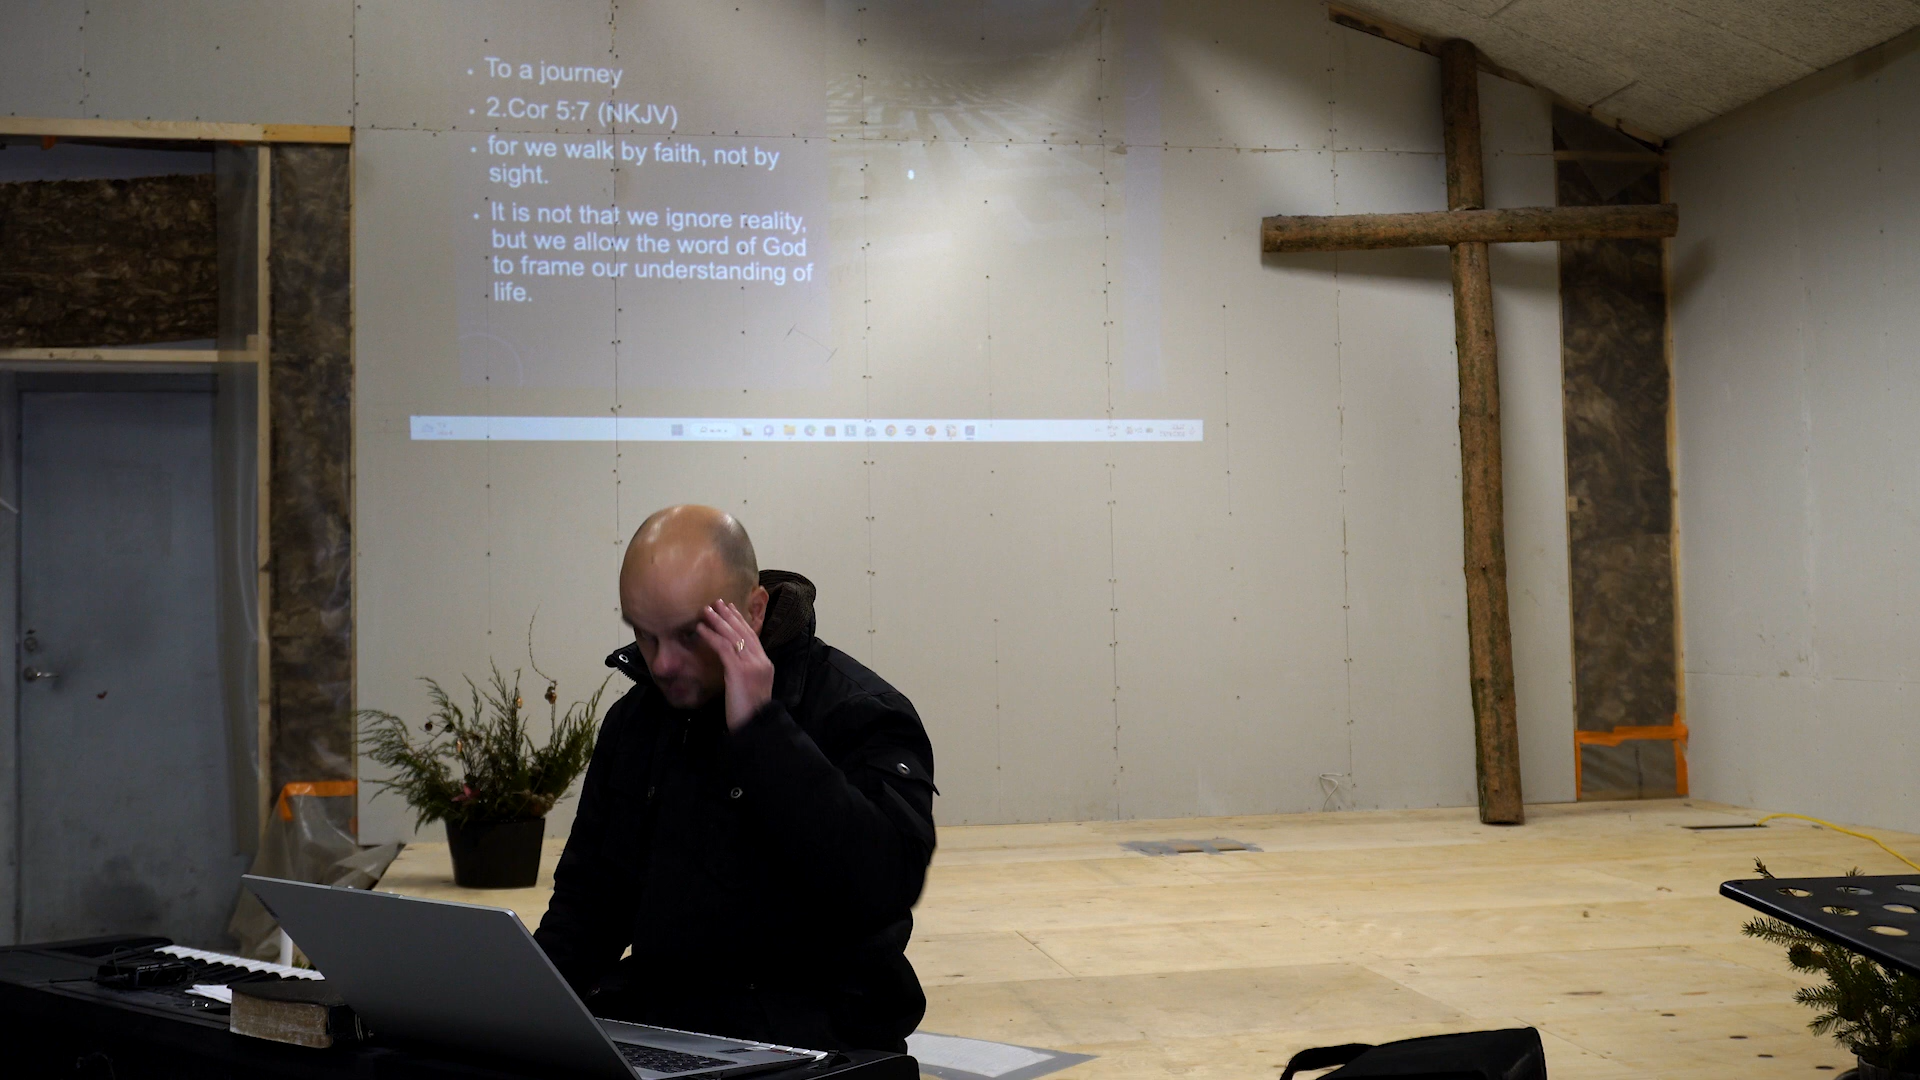 To a journey
2.Cor 5:7 (NKJV)
for we walk by faith, not by
sight.
It is not that we ignore reality,
but we allow the word of God
to frame our understanding of
life.